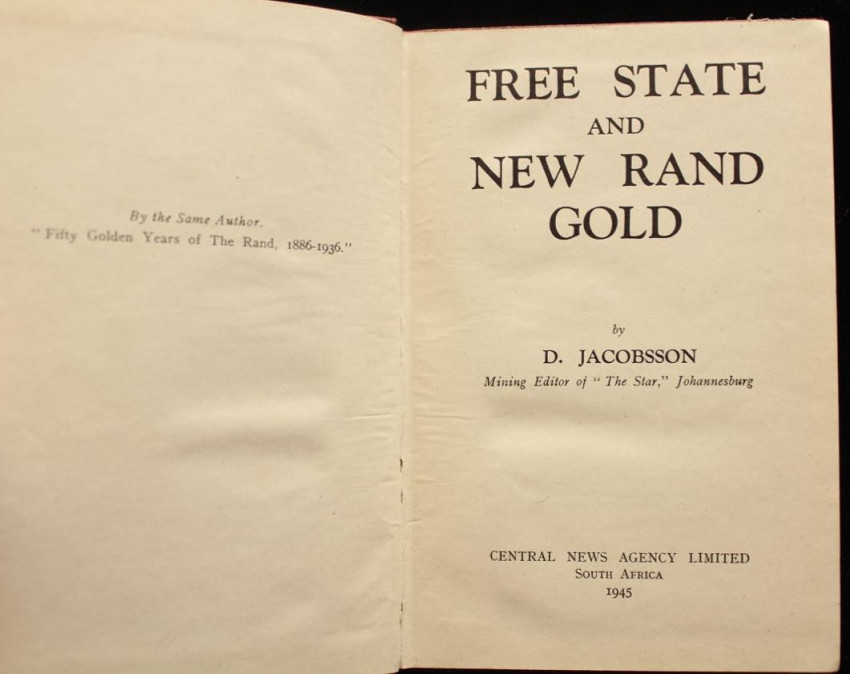 By the Same Author.
"Fifty Golden Years of The Rand, 1886-1936."
FREE STATE
AND
NEW RAND
GOLD
by
D. JACOBSSON
Mining Editor of "The Star," Johannesburg
CENTRAL NEWS AGENCY LIMITED
SOUTH AFRICA
1945